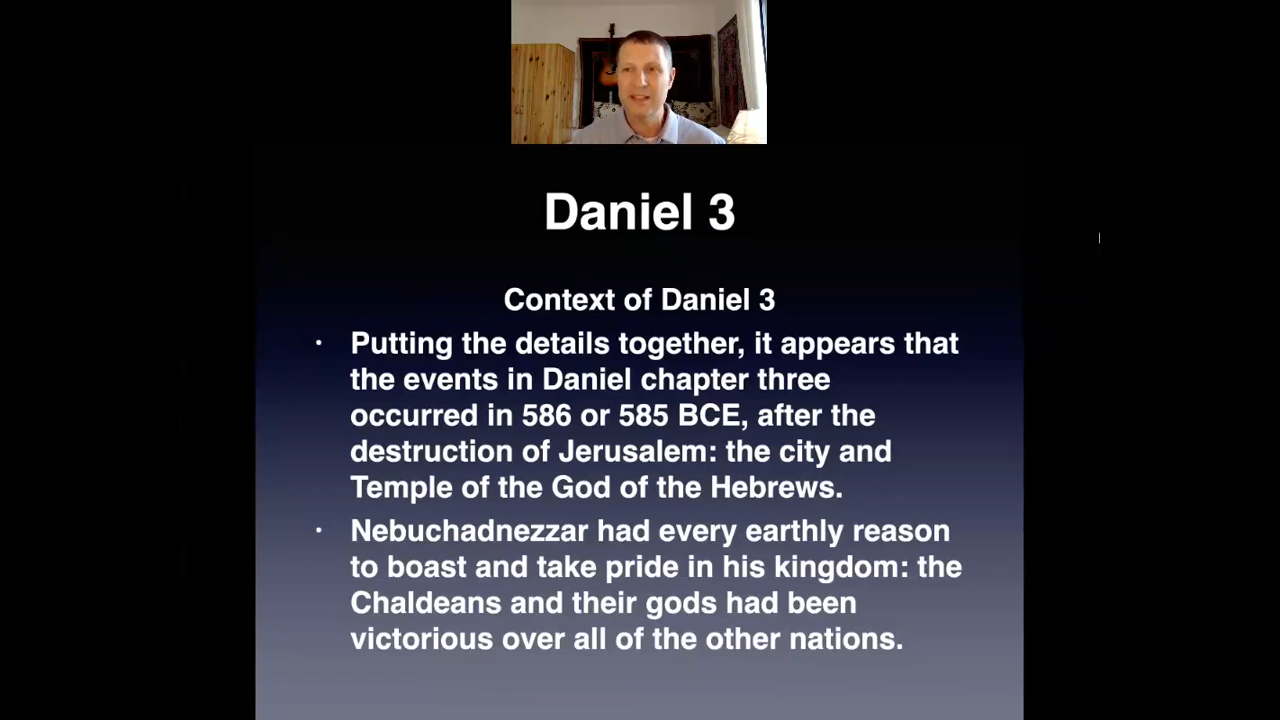 Daniel 3
Context of Daniel 3
• Putting the details together, it appears that
the events in Daniel chapter three
occurred in 586 or 585 BCE, after the
destruction of Jerusalem: the city and
Temple of the God of the Hebrews.
• Nebuchadnezzar had every earthly reason
to boast and take pride in his kingdom: the
Chaldeans and their gods had been
victorious over all of the other nations.